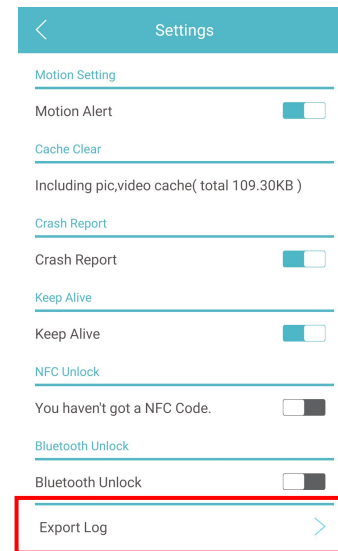 Settings
Motion Setting
Motion Alert
Cache Clear
Including pic,video cache( total 109.30KB )
Crash Report
Crash Report
Keep Alive
Keep Alive
NFC Unlock
You haven't got a NFC Code.
Bluetooth Unlock
Bluetooth Unlock
Export Log